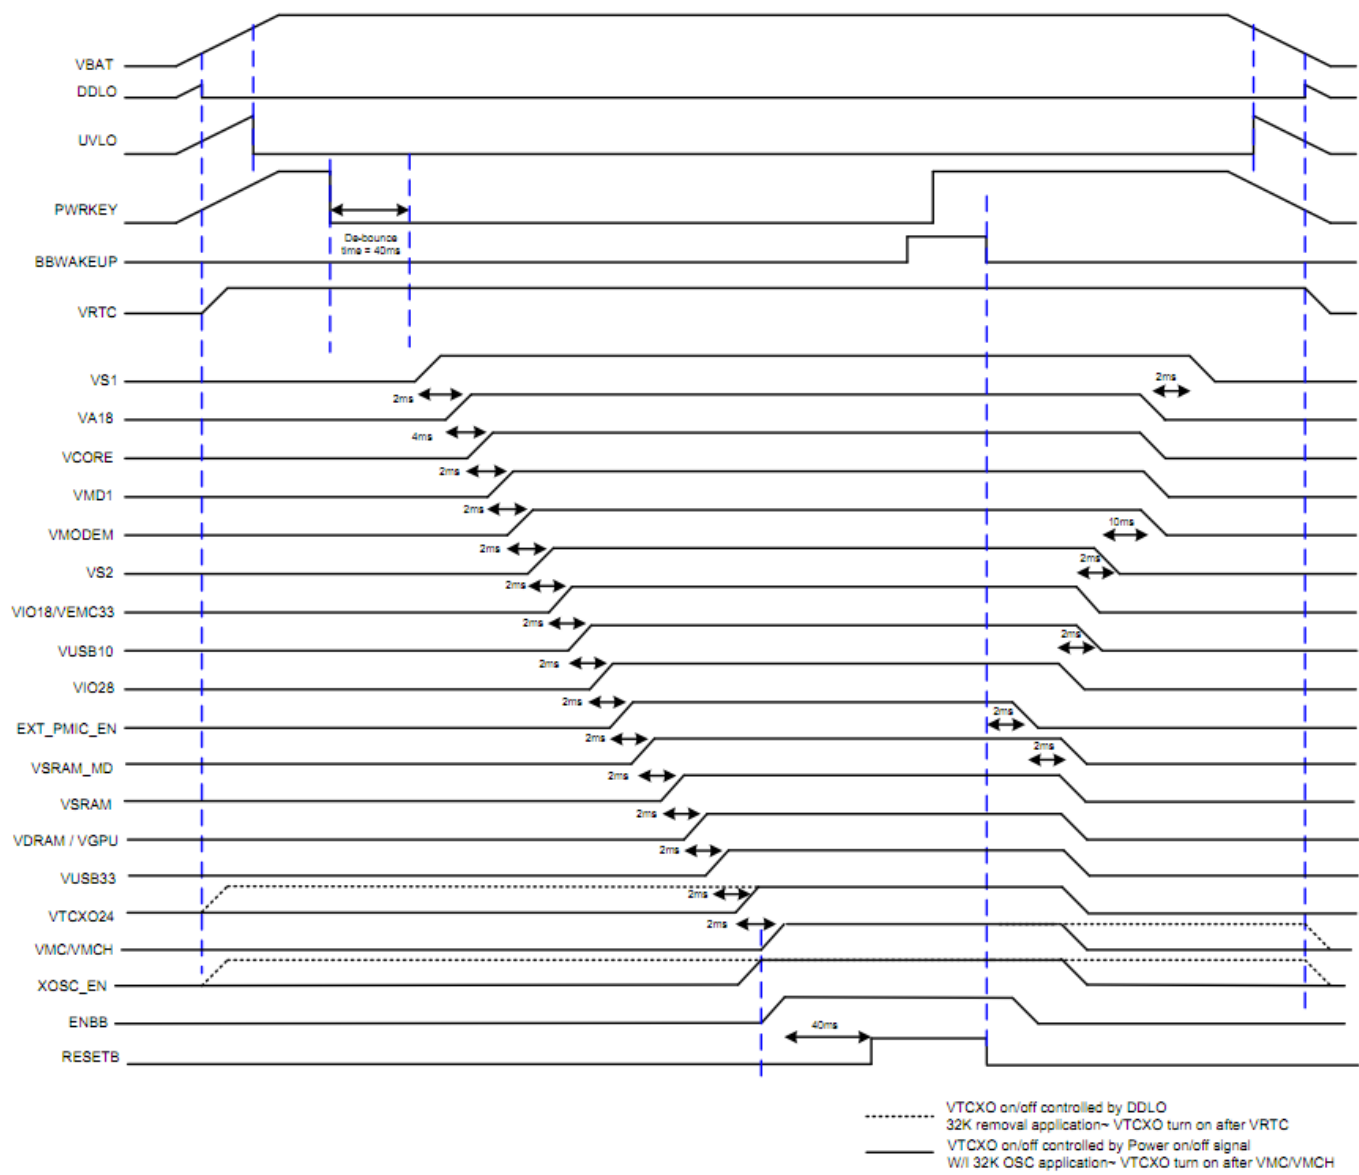 VBAT
DDLO
UVLO
PWRKEY
De-bounce
time = 40ms
BBWAKEUP
VRTC
VS1
2ms
2ms
VA18
4ms
VCORE
2ms
VMD1
2ms
10ms
VMODEM
2ms
2ms
VS2
2ms
VIO18/VEMC33
2ms
2ms
VUSB10
2ms
VIO28
2ms
2ms
EXT_PMIC_EN
2ms
2ms
VSRAM_MD
2ms
VSRAM
2ms
VDRAM / VGPU
2ms
VUSB33
2ms
VTCXO24
2ms
VMC/VMCH
XOSC_EN
ENBB
40ms
RESETB
VTCXO on/off controlled by DDLO
32K removal application~ VTCXO turn on after VRTC
VTCXO on/off controlled by Power on/off signal
W/I 32K OSC application~ VTCXO turn on after VMC/VMCH